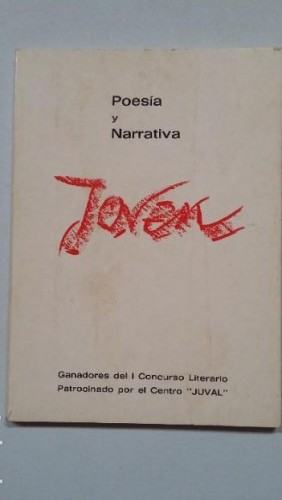 Poesía
y
Narrativa
Joven
Ganadores del I Concurso Literario
Patrocinado por el Centro "JUVAL"